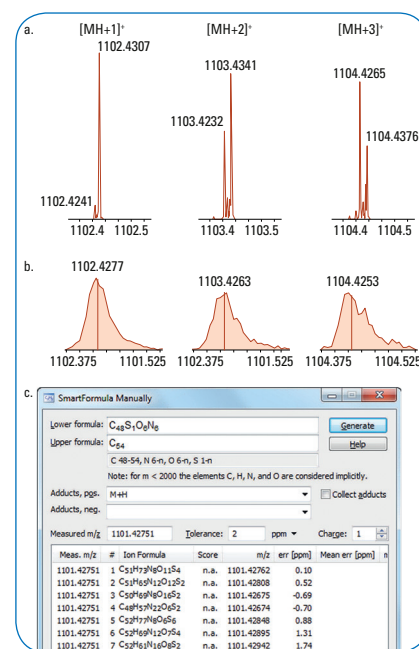 a.
[MH+1]⁺ [MH+2]⁺ [MH+3]⁺
1102.4307
1103.4341
1104.4265
1103.4232
1104.4376
1102.4241
1102.4 1102.5 1103.4 1103.5 1104.4 1104.5
b.
1102.4277 1103.4263 1104.4253
1102.375 1101.525 1102.375 1101.525 1104.375 1104.525
c.
SmartFormula Manually
Lower formula: C₄₈S₁O₆N₆ Generate
Upper formula: C₅₄ Help
C 48-54, N 6-n, O 6-n, S 1-n
Note: for m < 2000 the elements C, H, N, and O are considered implicitly.
Adducts, pos. M+H Collect adducts
Adducts, neg.
Measured m/z 1101.42751 Tolerance: 2 ppm Charge: 1
Meas. m/z # Ion Formula Score m/z err [ppm] Mean err [ppm]
1101.42751 1 C₅₁H₇₃N₈O₁₁S₄ n.a. 1101.42762 0.10
1101.42751 2 C₅₁H₆₅N₁₂O₁₂S₂ n.a. 1101.42808 0.52
1101.42751 3 C₅₀H₆₉N₁₂O₈S₄ n.a. 1101.42675 -0.69
1101.42751 4 C₄₈H₅₇N₂₂O₆S₂ n.a. 1101.42674 -0.70
1101.42751 5 C₅₂H₇₇N₈O₆S₆ n.a. 1101.42848 0.88
1101.42751 6 C₅₂H₆₉N₁₂O₇S₄ n.a. 1101.42895 1.31
1101.42751 7 C₅₂H₆₁N₁₆O₈S₂ n.a. 1101.42942 1.74